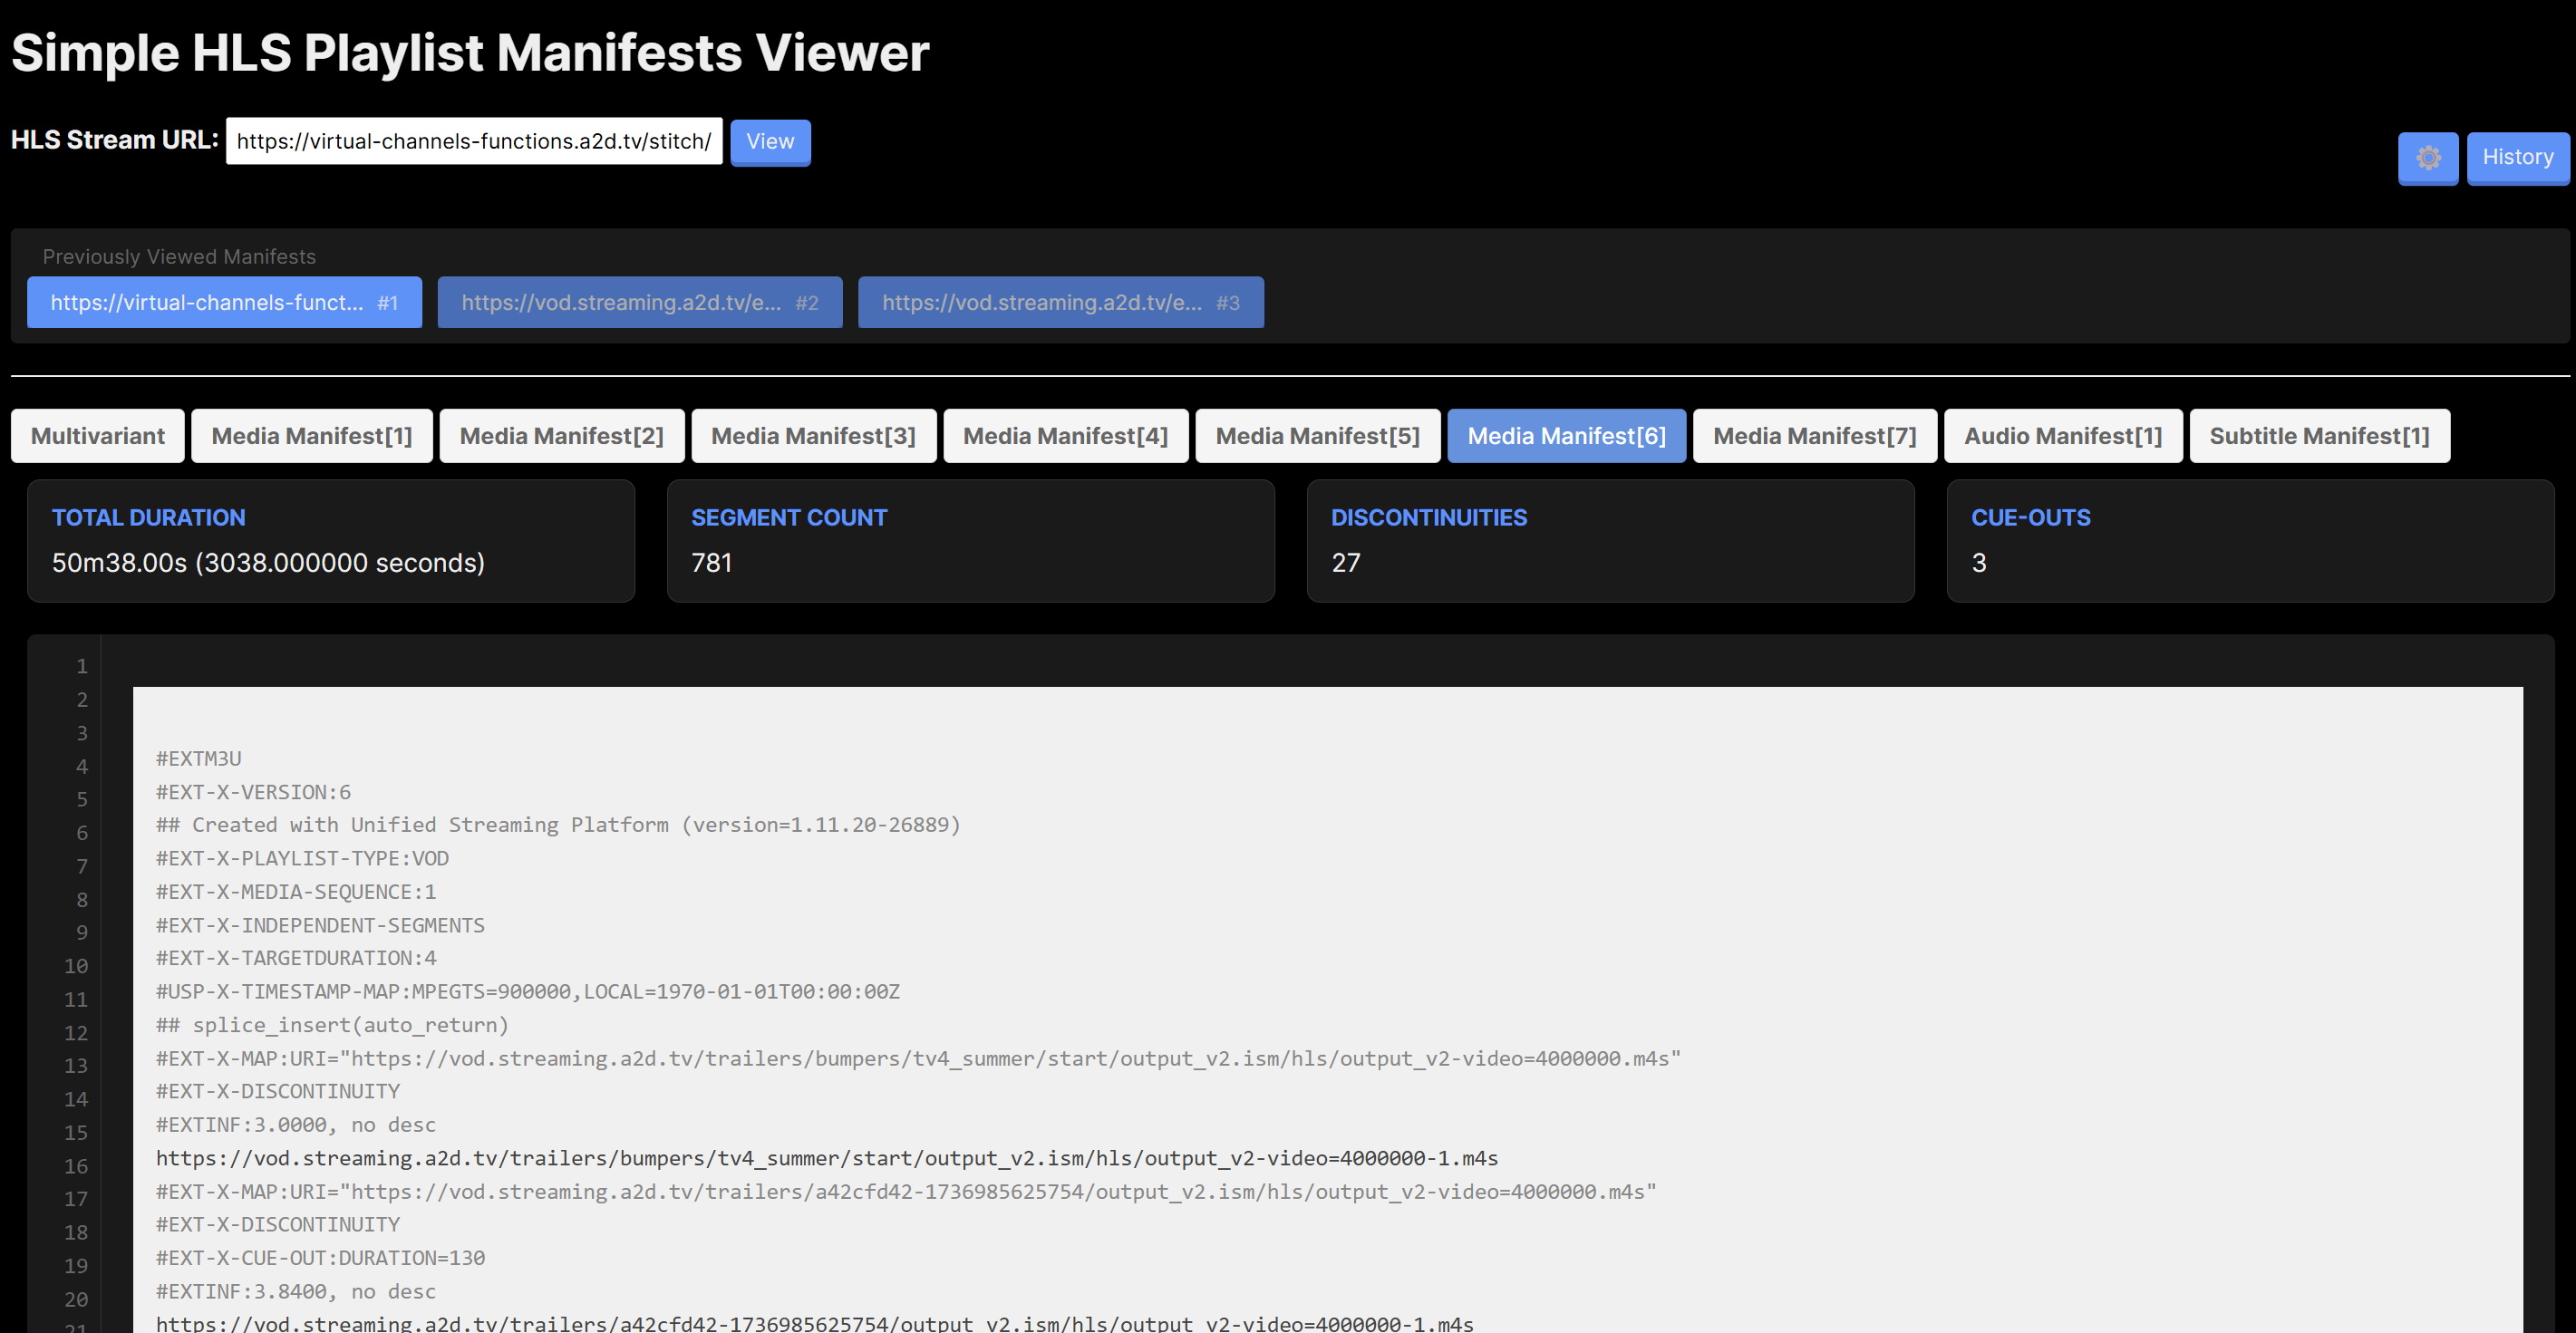 Simple HLS Playlist Manifests Viewer
HLS Stream URL: https://virtual-channels-functions.a2d.tv/stitch/ View
History
Previously Viewed Manifests
https://virtual-channels-funct... #1 https://vod.streaming.a2d.tv/e... #2 https://vod.streaming.a2d.tv/e... #3
Multivariant Media Manifest[1] Media Manifest[2] Media Manifest[3] Media Manifest[4] Media Manifest[5] Media Manifest[6] Media Manifest[7] Audio Manifest[1] Subtitle Manifest[1]
TOTAL DURATION
50m38.00s (3038.000000 seconds)
SEGMENT COUNT
781
DISCONTINUITIES
27
CUE-OUTS
3
1
2
3
4
5
6
7
8
9
10
11
12
13
14
15
16
17
18
19
20
21
#EXTM3U
#EXT-X-VERSION:6
## Created with Unified Streaming Platform (version=1.11.20-26889)
#EXT-X-PLAYLIST-TYPE:VOD
#EXT-X-MEDIA-SEQUENCE:1
#EXT-X-INDEPENDENT-SEGMENTS
#EXT-X-TARGETDURATION:4
#USP-X-TIMESTAMP-MAP:MPEGTS=900000,LOCAL=1970-01-01T00:00:00Z
## splice_insert(auto_return)
#EXT-X-MAP:URI="https://vod.streaming.a2d.tv/trailers/bumpers/tv4_summer/start/output_v2.ism/hls/output_v2-video=4000000.m4s"
#EXT-X-DISCONTINUITY
#EXTINF:3.0000, no desc
https://vod.streaming.a2d.tv/trailers/bumpers/tv4_summer/start/output_v2.ism/hls/output_v2-video=4000000-1.m4s
#EXT-X-MAP:URI="https://vod.streaming.a2d.tv/trailers/a42cfd42-1736985625754/output_v2.ism/hls/output_v2-video=4000000.m4s"
#EXT-X-DISCONTINUITY
#EXT-X-CUE-OUT:DURATION=130
#EXTINF:3.8400, no desc
https://vod.streaming.a2d.tv/trailers/a42cfd42-1736985625754/output_v2.ism/hls/output_v2-video=4000000-1.m4s